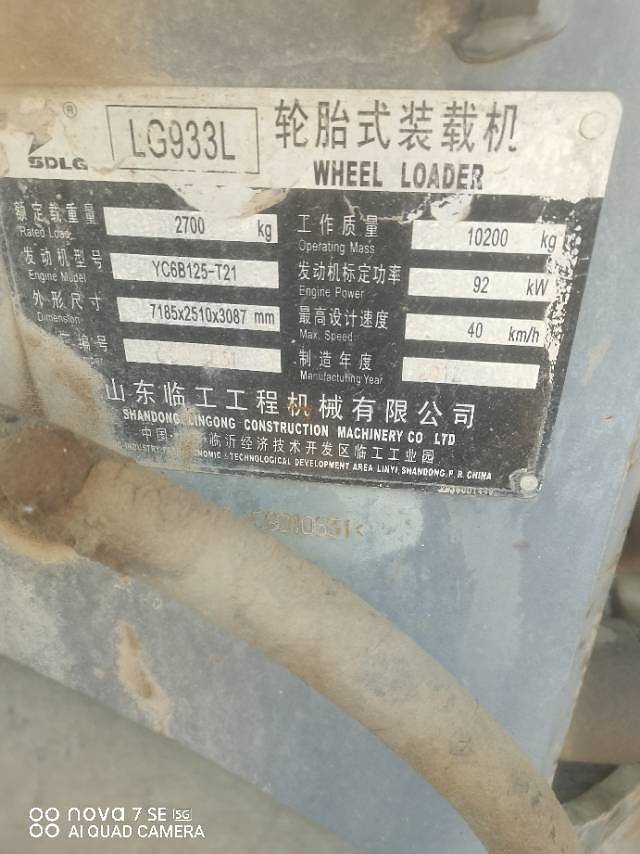 ®
SDLG
LG933L
轮胎式装载机
WHEEL LOADER
额定载重量 2700 kg
Rated Load
工作质量 10200 kg
Operating Mass
发动机型号 YC6B125-T21
Engine Model
发动机标定功率 92 kW
Engine Power
外形尺寸 7185x2510x3087 mm
Dimension
最高设计速度 40 km/h
Max. Speed
编号
制造年度
Manufacturing Year
山东临工工程机械有限公司
SHANDONG LINGONG CONSTRUCTION MACHINERY CO LTD
中国 临沂经济技术开发区临工工业园
INDUSTRY & TECHNOLOGICAL DEVELOPMENT AREA LINYI, SHANDONG, P.R. CHINA
nova 7 SE 5G
AI QUAD CAMERA